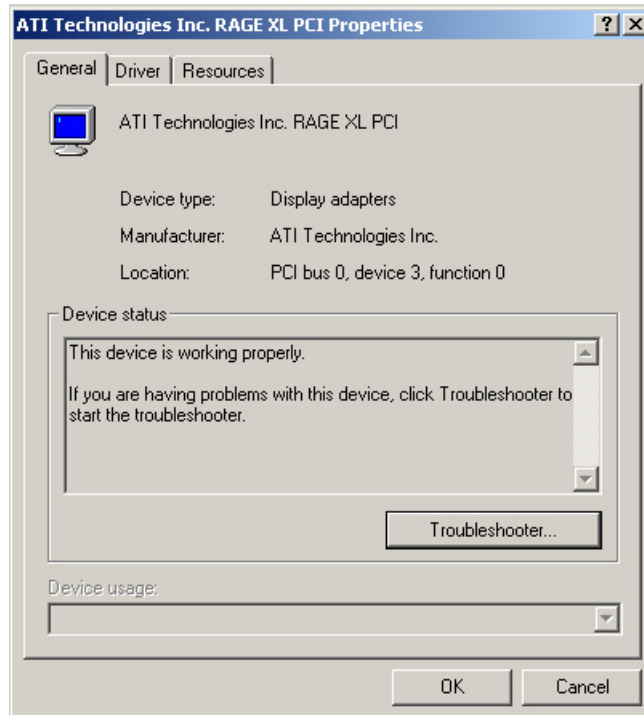 ATI Technologies Inc. RAGE XL PCI Properties
General Driver Resources
ATI Technologies Inc. RAGE XL PCI
Device type: Display adapters
Manufacturer: ATI Technologies Inc.
Location: PCI bus 0, device 3, function 0
Device status
This device is working properly.
If you are having problems with this device, click Troubleshooter to
start the troubleshooter.
Troubleshooter...
Device usage:
OK Cancel